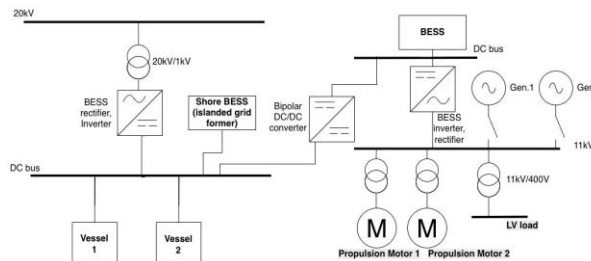 20kV
20kV/1kV
BESS
rectifier,
Inverter
Shore BESS
(islanded grid
former)
Bipolar
DC/DC
converter
DC bus
Vessel
1
Vessel
2
BESS
DC bus
BESS
inverter,
rectifier
Gen.1
Gen
11kV
11kV/400V
LV load
M
M
Propulsion Motor 1
Propulsion Motor 2